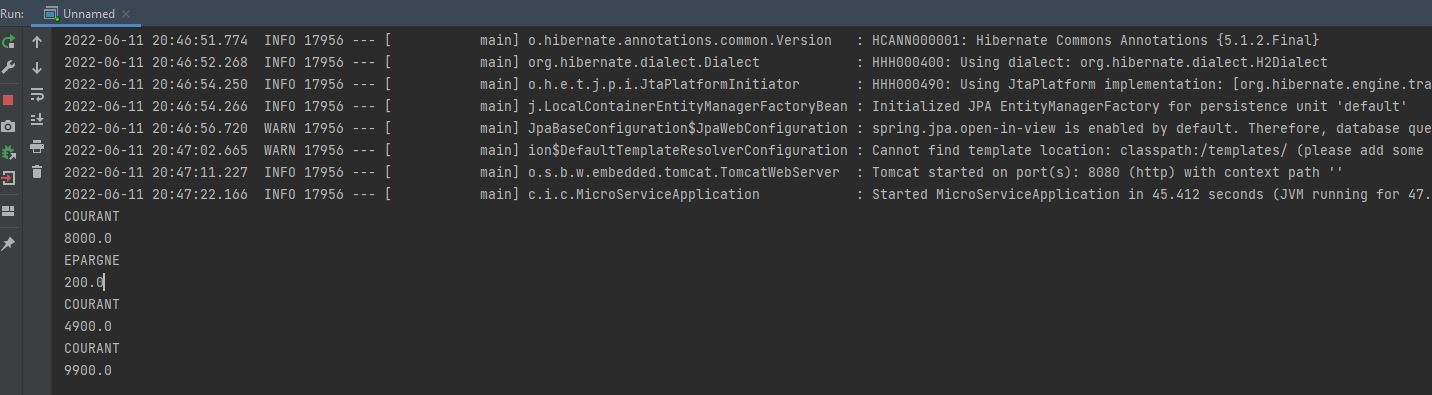 Run: Unnamed
2022-06-11 20:46:51.774  INFO 17956 --- [           main] o.hibernate.annotations.common.Version   : HCANN000001: Hibernate Commons Annotations {5.1.2.Final}
2022-06-11 20:46:52.268  INFO 17956 --- [           main] org.hibernate.dialect.Dialect            : HHH000400: Using dialect: org.hibernate.dialect.H2Dialect
2022-06-11 20:46:54.250  INFO 17956 --- [           main] o.h.e.t.j.p.i.JtaPlatformInitiator       : HHH000490: Using JtaPlatform implementation: [org.hibernate.engine.tra
2022-06-11 20:46:54.266  INFO 17956 --- [           main] j.LocalContainerEntityManagerFactoryBean : Initialized JPA EntityManagerFactory for persistence unit 'default'
2022-06-11 20:46:56.720  WARN 17956 --- [           main] JpaBaseConfiguration$JpaWebConfiguration : spring.jpa.open-in-view is enabled by default. Therefore, database que
2022-06-11 20:47:02.665  WARN 17956 --- [           main] ion$DefaultTemplateResolverConfiguration : Cannot find template location: classpath:/templates/ (please add some
2022-06-11 20:47:11.227  INFO 17956 --- [           main] o.s.b.w.embedded.tomcat.TomcatWebServer  : Tomcat started on port(s): 8080 (http) with context path ''
2022-06-11 20:47:22.166  INFO 17956 --- [           main] c.i.c.MicroServiceApplication            : Started MicroServiceApplication in 45.412 seconds (JVM running for 47.
COURANT
8000.0
EPARGNE
200.0
COURANT
4900.0
COURANT
9900.0